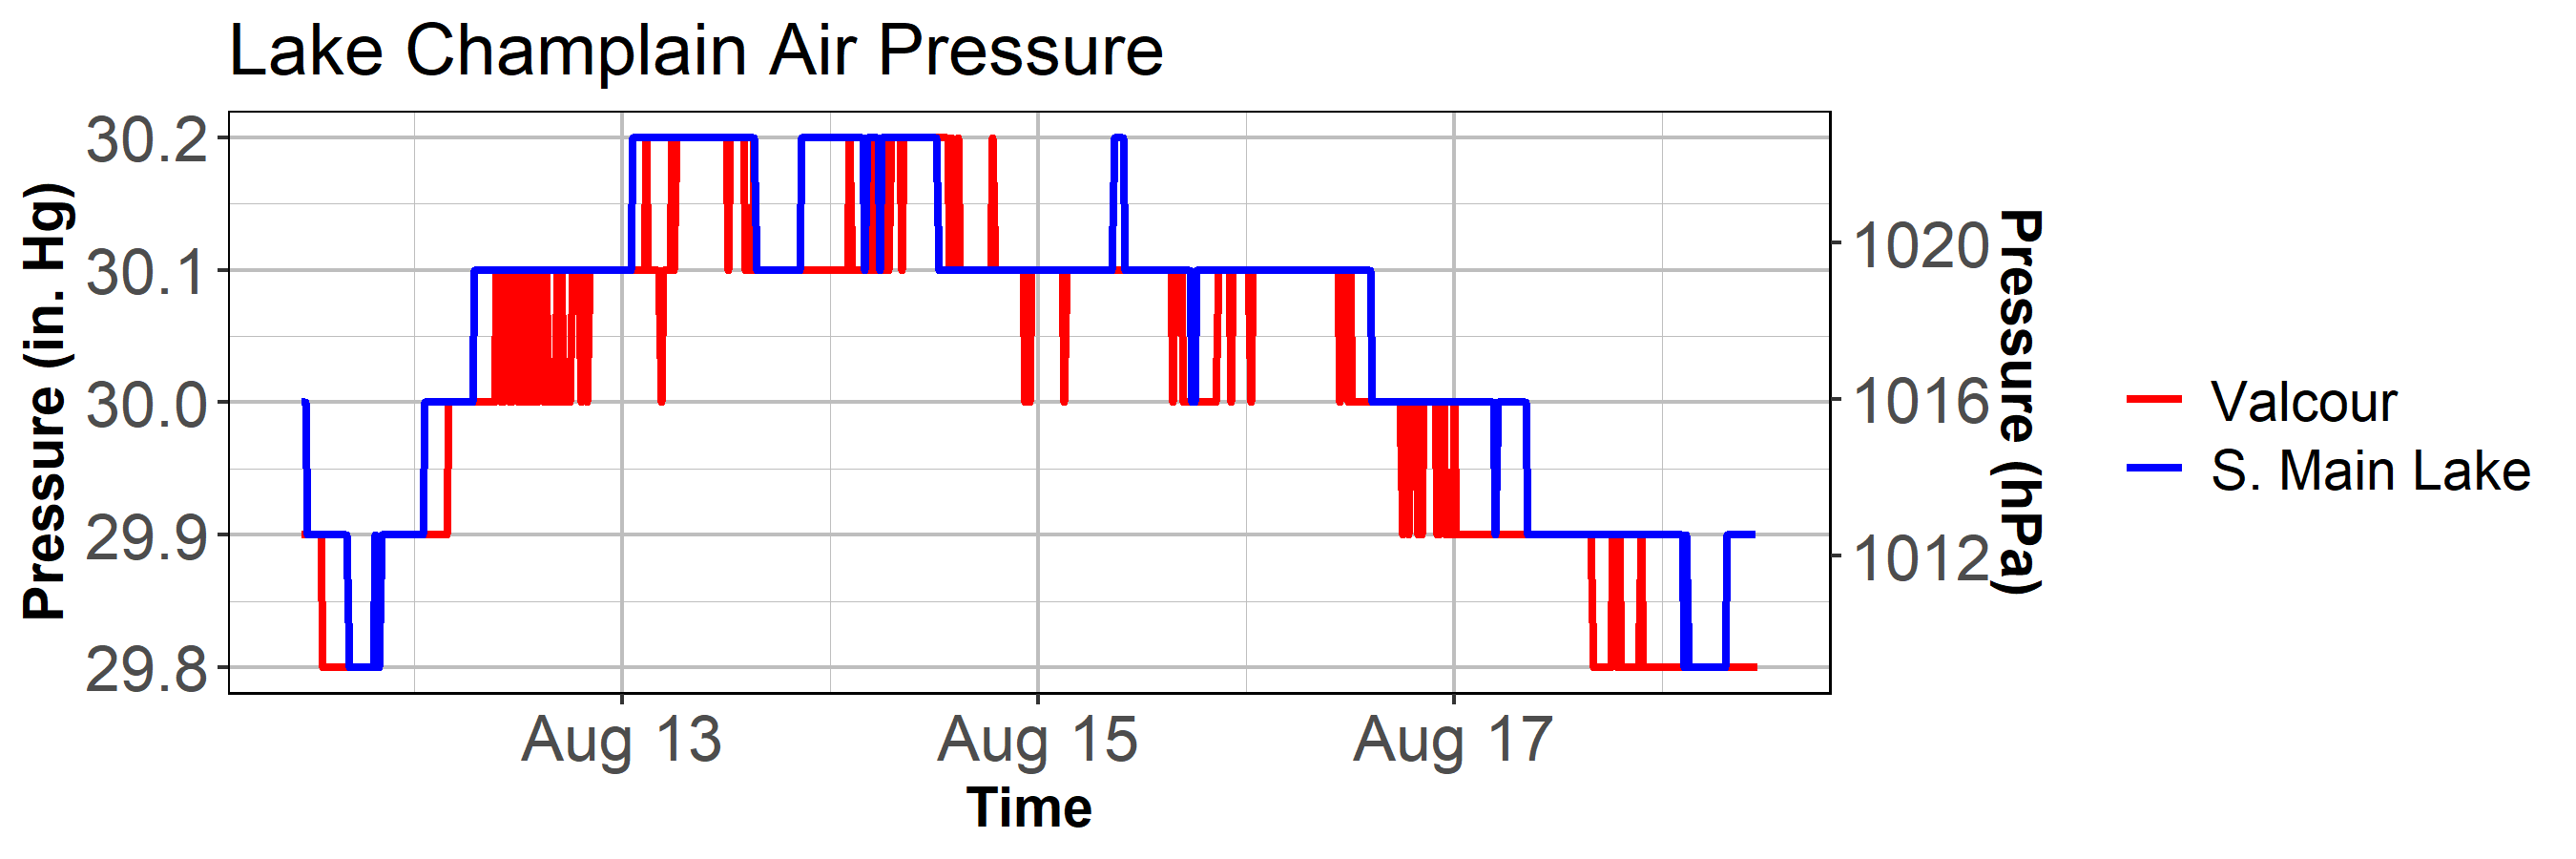 Lake Champlain Air Pressure
Pressure (in. Hg)
30.2
30.1
30.0
29.9
29.8
1020
1016
1012
Pressure (hPa)
Valcour
S. Main Lake
Aug 13
Aug 15
Aug 17
Time